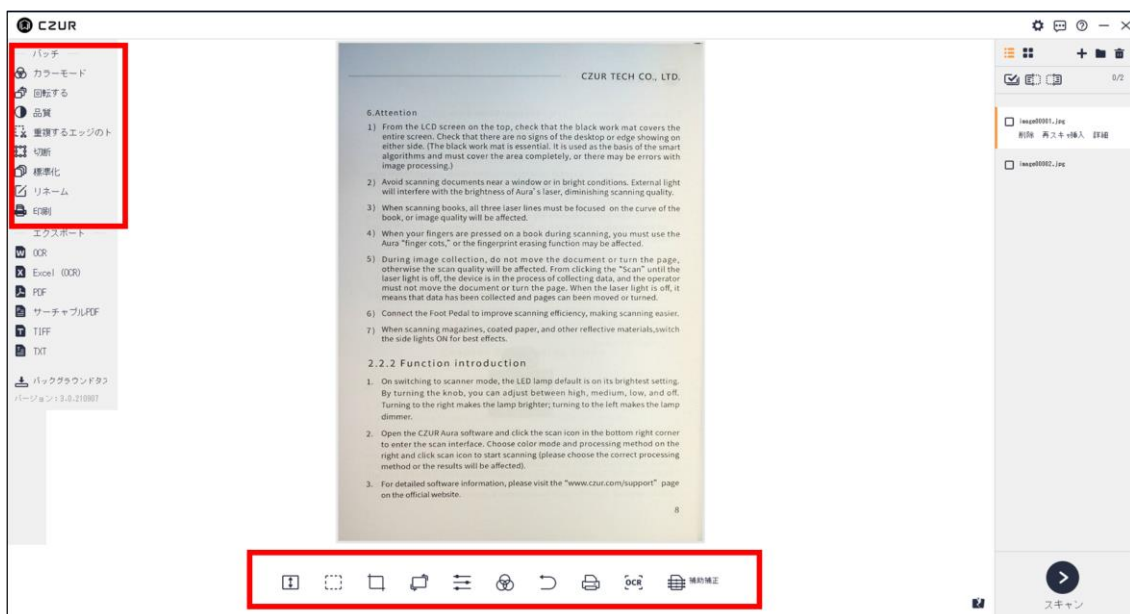 CZUR
バッチ
カラーモード
回転する
品質
重複するエッジのト
切断
標準化
リネーム
印刷
エクスポート
OCR
Excel (OCR)
PDF
サーチャブルPDF
TIFF
TXT
バックグラウンドタス
バージョン:3.0.210907
CZUR TECH CO., LTD.
6.Attention
1) From the LCD screen on the top, check that the black work mat covers the
entire screen. Check that there are no signs of the desktop or edge showing on
either side. (The black work mat is essential. It is used as the basis of the smart
algorithms and must cover the area completely, or there may be errors with
image processing.)
2) Avoid scanning documents near a window or in bright conditions. External light
will interfere with the brightness of Aura's laser, diminishing scanning quality.
3) When scanning books, all three laser lines must be focused on the curve of the
book, or image quality will be affected.
4) When your fingers are pressed on a book during scanning, you must use the
Aura "finger cots," or the fingerprint erasing function may be affected.
5) During image collection, do not move the document or turn the page,
otherwise the scan quality will be affected. From clicking the "Scan" until the
laser light is off, the device is in the process of collecting data, and the operator
must not move the document or turn the page. When the laser light is off, it
means that data has been collected and pages can been moved or turned.
6) Connect the Foot Pedal to improve scanning efficiency, making scanning easier.
7) When scanning magazines, coated paper, and other reflective materials,switch
the side lights ON for best effects.
2.2.2 Function introduction
1. On switching to scanner mode, the LED lamp default is on its brightest setting.
By turning the knob, you can adjust between high, medium, low, and off.
Turning to the right makes the lamp brighter; turning to the left makes the lamp
dimmer.
2. Open the CZUR Aura software and click the scan icon in the bottom right corner
to enter the scan interface. Choose color mode and processing method on the
right and click scan icon to start scanning (please choose the correct processing
method or the results will be affected).
3. For detailed software information, please visit the "www.czur.com/support" page
on the official website.
8
OCR
補助補正
0/2
image00001.jpg
削除 再スキャ挿入 詳細
image00002.jpg
スキャン